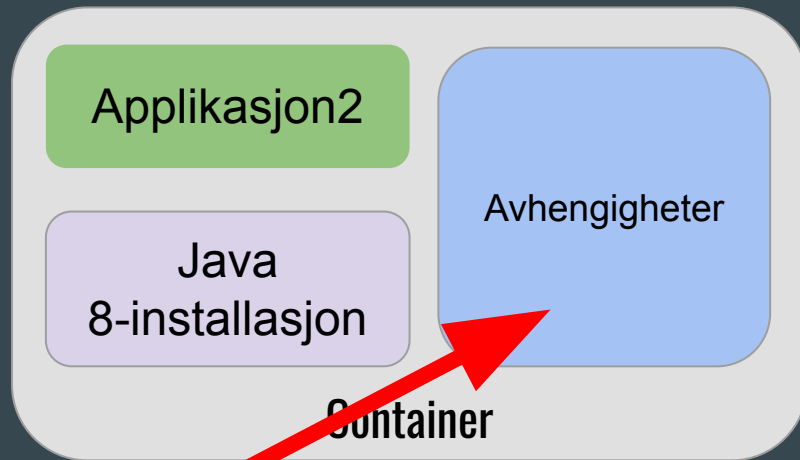 Applikasjon2
Java
8-installasjon
Avhengigheter
Container